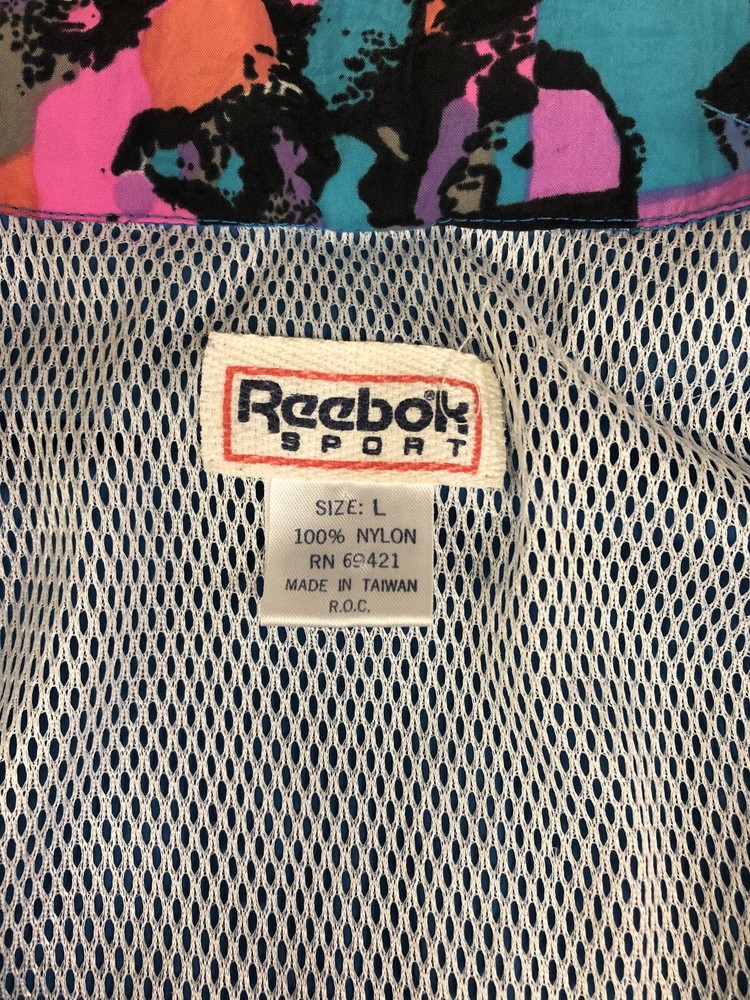 Reebok®
SPORT
SIZE: L
100% NYLON
RN 69421
MADE IN TAIWAN
R.O.C.